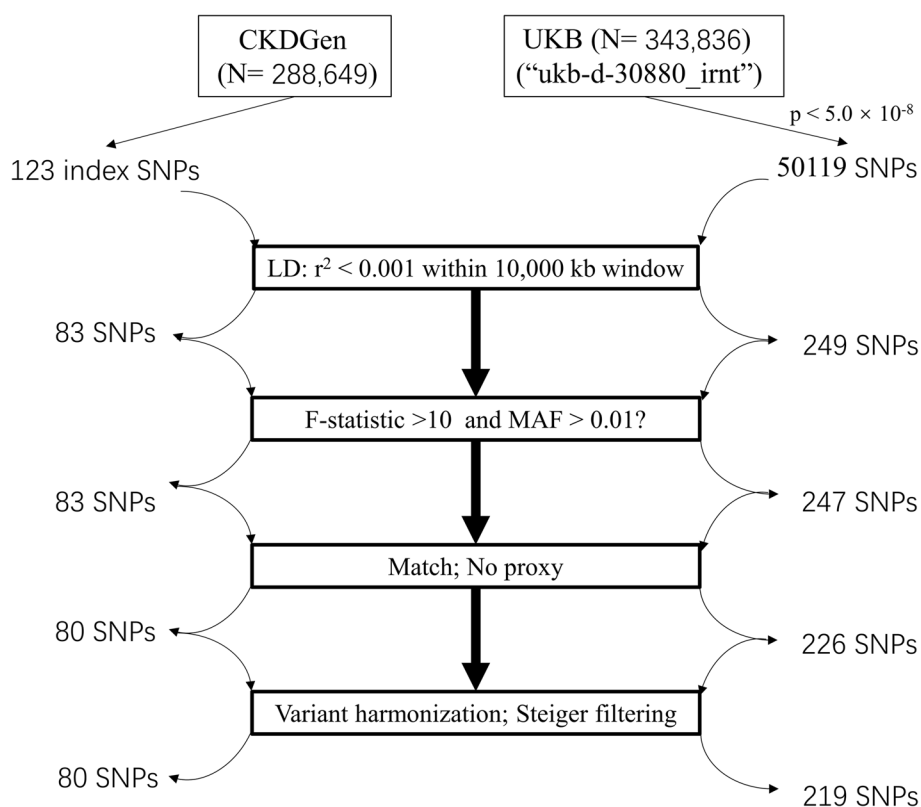 CKDGen
(N= 288,649)
UKB (N= 343,836)
(“ukb-d-30880_irnt”)
p < 5.0 × 10⁻⁸
123 index SNPs
50119 SNPs
LD: r² < 0.001 within 10,000 kb window
83 SNPs
249 SNPs
F-statistic >10 and MAF > 0.01?
83 SNPs
247 SNPs
Match; No proxy
80 SNPs
226 SNPs
Variant harmonization; Steiger filtering
80 SNPs
219 SNPs